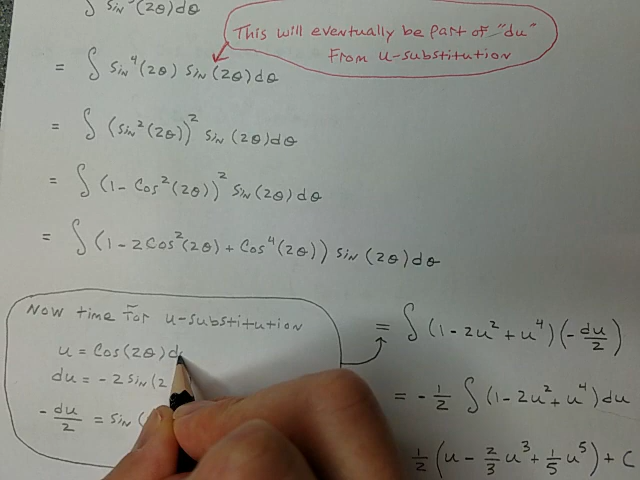 ∫ sin⁵(2θ)dθ
This will eventually be part of "du"
From u-substitution
= ∫ sin⁴(2θ) sin(2θ)dθ
= ∫ (sin²(2θ))² sin(2θ)dθ
= ∫ (1-cos²(2θ))² sin(2θ)dθ
= ∫ (1-2cos²(2θ)+cos⁴(2θ)) sin(2θ)dθ
Now time For u-substitution
u = cos(2θ)d
du = -2sin(2
-du/2 = sin(
= ∫ (1-2u²+u⁴)(-du/2)
= -1/2 ∫ (1-2u²+u⁴)du
1/2 (u - 2/3 u³ + 1/5 u⁵) + C